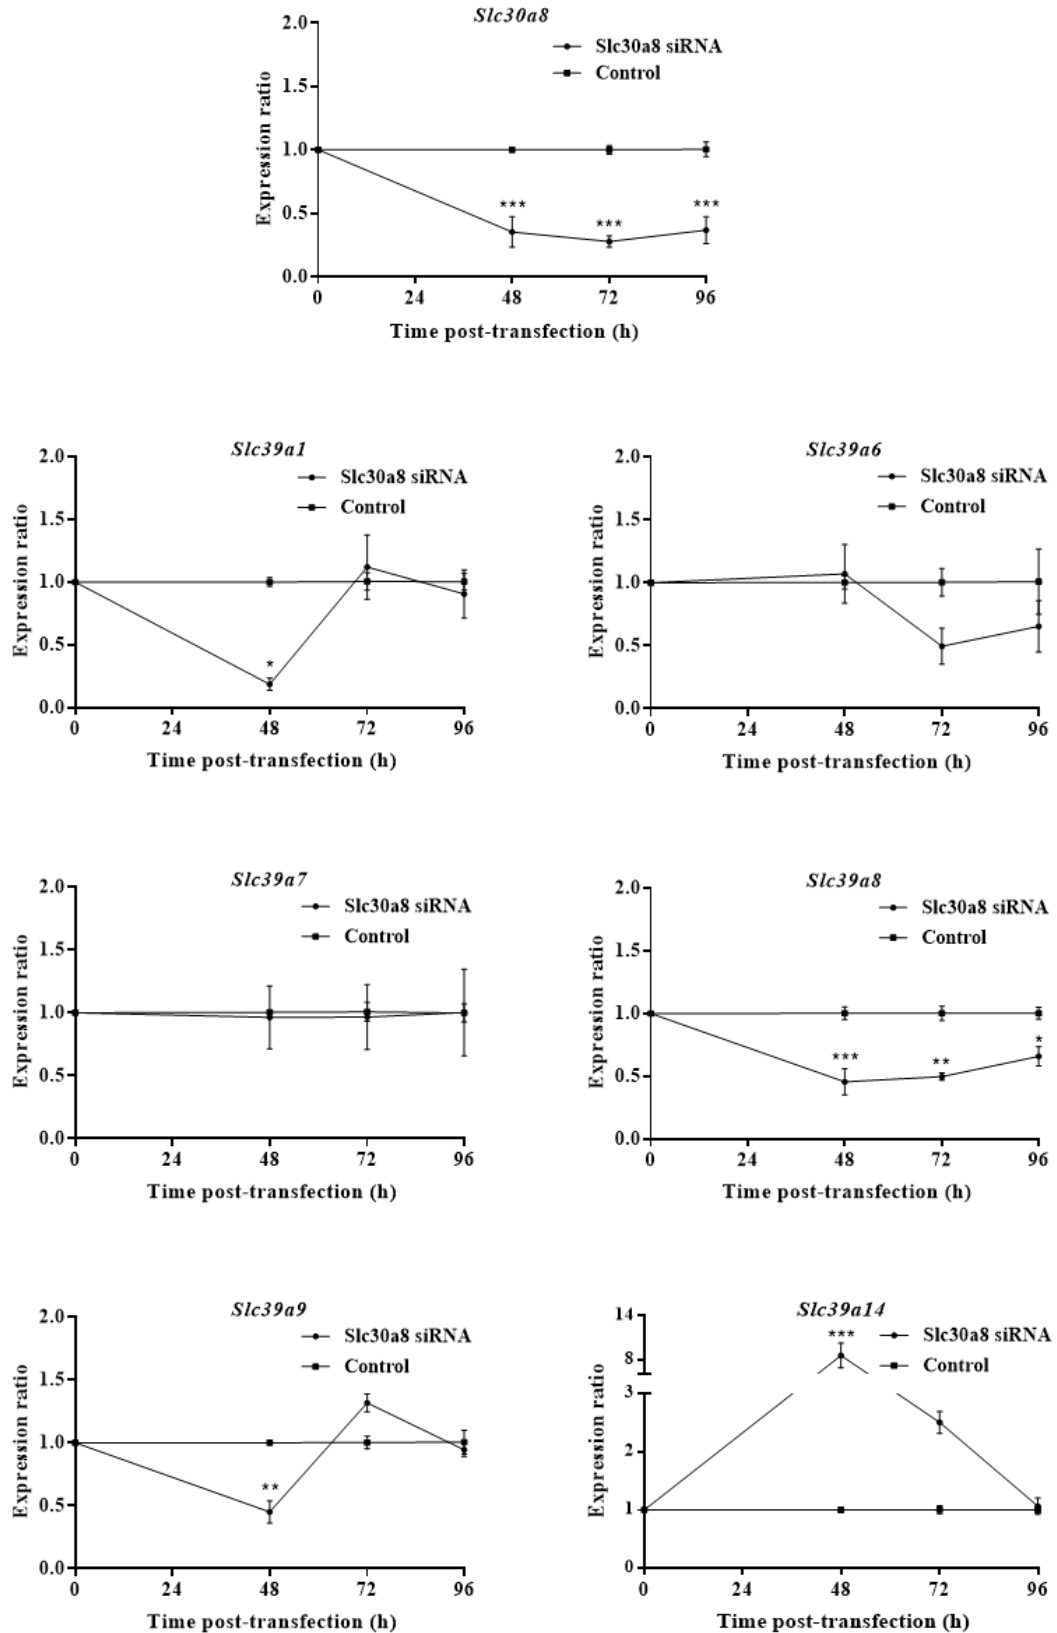 Slc30a8
2.0
Slc30a8 siRNA
Control
1.5
Expression ratio
1.0
***
***
***
0.5
0.0
0 24 48 72 96
Time post-transfection (h)
Slc39a1
2.0
Slc30a8 siRNA
Control
1.5
Expression ratio
1.0
0.5
*
0.0
0 24 48 72 96
Time post-transfection (h)
Slc39a6
2.0
Slc30a8 siRNA
Control
1.5
Expression ratio
1.0
0.5
0.0
0 24 48 72 96
Time post-transfection (h)
Slc39a7
2.0
Slc30a8 siRNA
Control
1.5
Expression ratio
1.0
0.5
0.0
0 24 48 72 96
Time post-transfection (h)
Slc39a8
2.0
Slc30a8 siRNA
Control
1.5
Expression ratio
1.0
***
**
*
0.5
0.0
0 24 48 72 96
Time post-transfection (h)
Slc39a9
2.0
Slc30a8 siRNA
Control
1.5
Expression ratio
1.0
**
0.5
0.0
0 24 48 72 96
Time post-transfection (h)
Slc39a14
14
***
Slc30a8 siRNA
Control
8
3
Expression ratio
2
1
0
0 24 48 72 96
Time post-transfection (h)